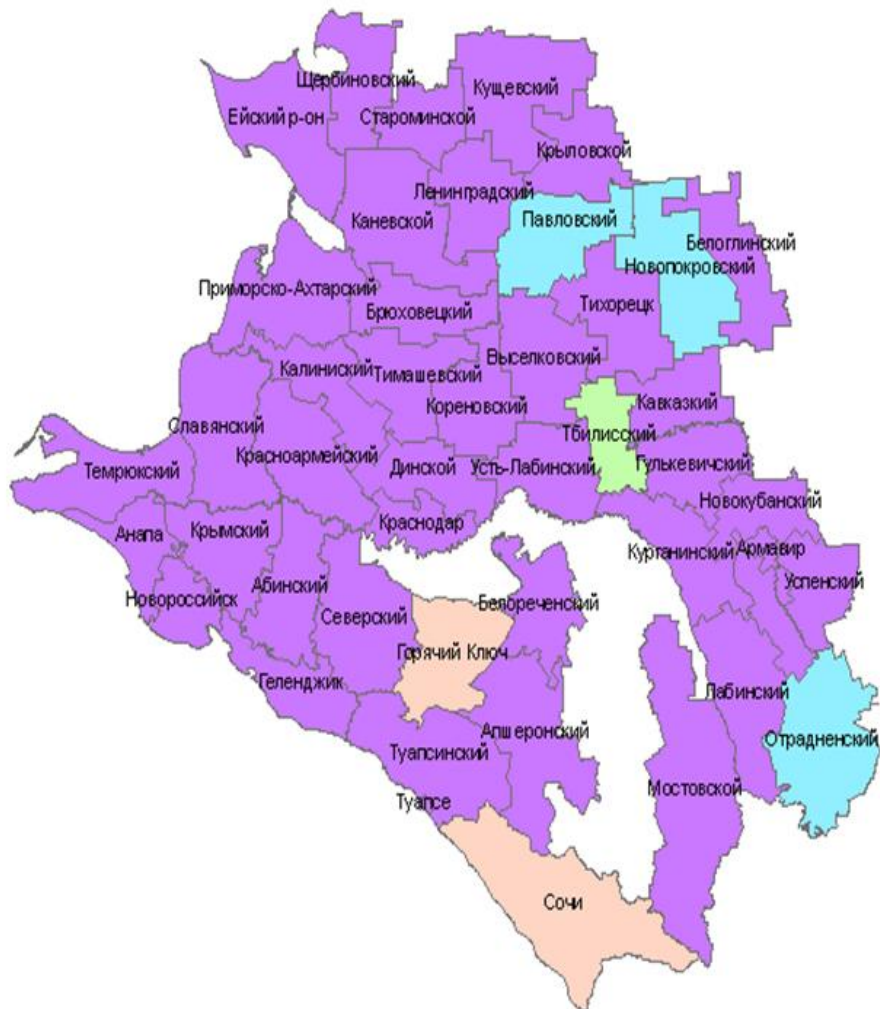 Щербиновский
Кущевский
Ейский р-он
Староминской
Крыловской
Ленинградский
Каневской
Павловский
Белоглинский
Новопокровский
Приморско-Ахтарский
Тихорецк
Брюховецкий
Выселковский
Калиниский
Тимашевский
Кавказкий
Кореновский
Славянский
Тбилисский
Красноармейский
Динской
Усть-Лабинский
Гулькевичский
Темрюкский
Новокубанский
Краснодар
Анапа
Крымский
Курганинский
Армавир
Абинский
Успенский
Новороссийск
Белореченский
Северский
Горячий Ключ
Геленджик
Лабинский
Апшеронский
Отрадненский
Туапсинский
Мостовской
Туапсе
Сочи